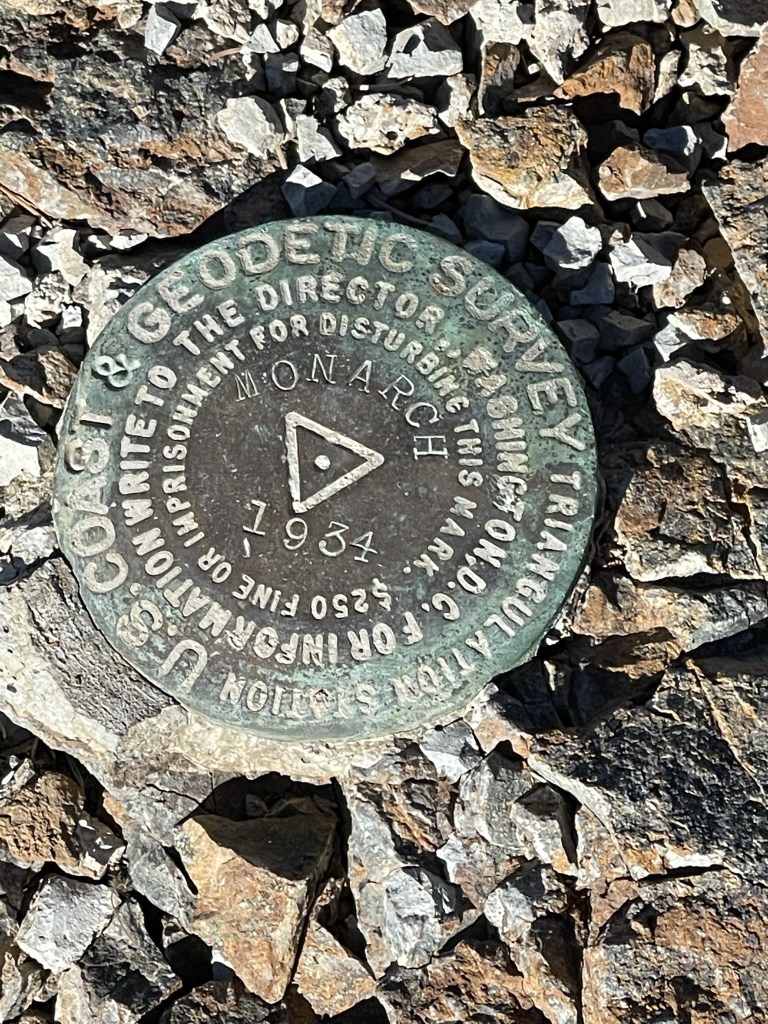 U.S. COAST & GEODETIC SURVEY
TRIANGULATION STATION
FOR INFORMATION WRITE TO THE DIRECTOR, WASHINGTON, D.C.
$250 FINE OR IMPRISONMENT FOR DISTURBING THIS MARK.
MONARCH
1934